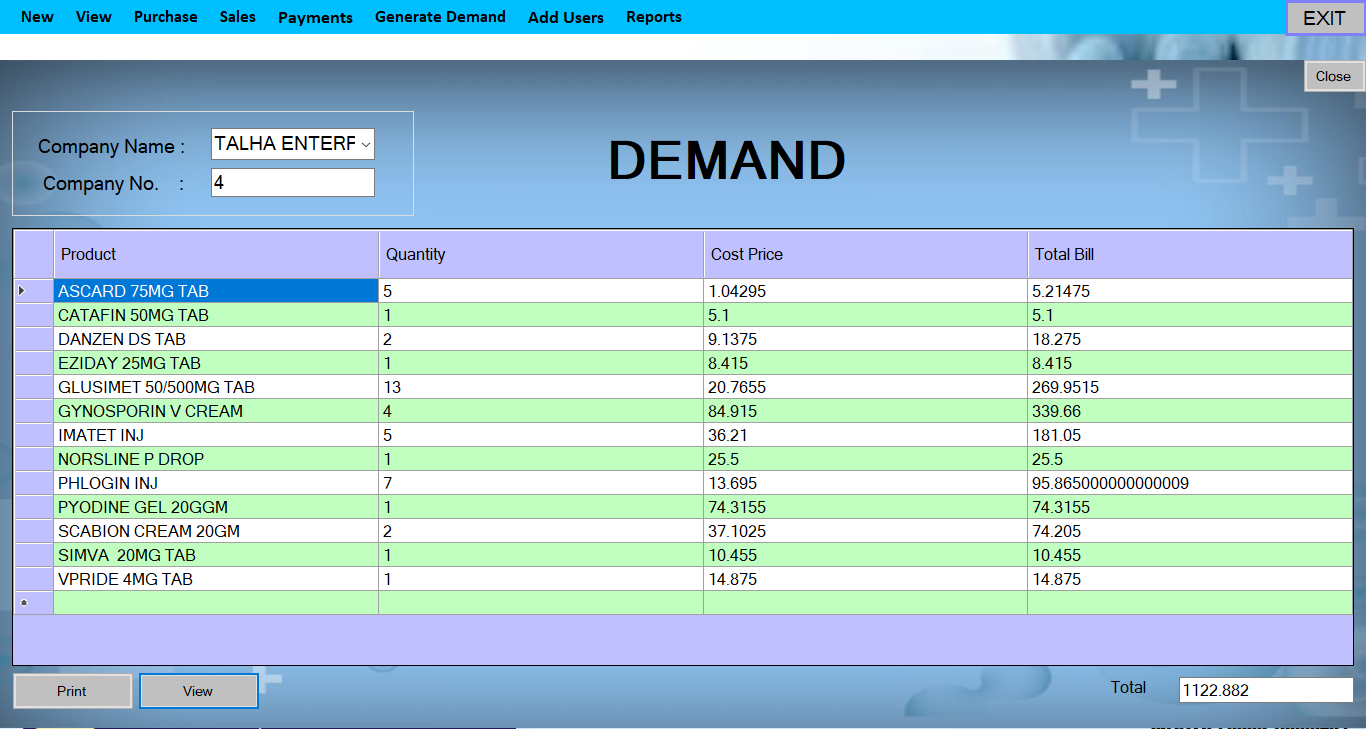 New View Purchase Sales Payments Generate Demand Add Users Reports EXIT
Close
Company Name : TALHA ENTERF
Company No. : 4
DEMAND
Product Quantity Cost Price Total Bill
ASCARD 75MG TAB 5 1.04295 5.21475
CATAFIN 50MG TAB 1 5.1 5.1
DANZEN DS TAB 2 9.1375 18.275
EZIDAY 25MG TAB 1 8.415 8.415
GLUSIMET 50/500MG TAB 13 20.7655 269.9515
GYNOSPORIN V CREAM 4 84.915 339.66
IMATET INJ 5 36.21 181.05
NORSLINE P DROP 1 25.5 25.5
PHLOGIN INJ 7 13.695 95.865000000000009
PYODINE GEL 20GGM 1 74.3155 74.3155
SCABION CREAM 20GM 2 37.1025 74.205
SIMVA  20MG TAB 1 10.455 10.455
VPRIDE 4MG TAB 1 14.875 14.875
Print View Total 1122.882